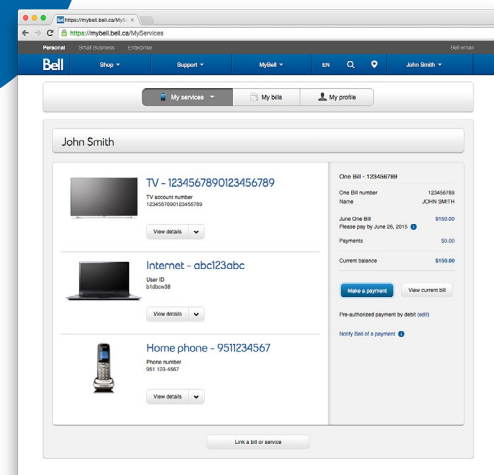 https://mybell.bell.ca/MyS
https://mybell.bell.ca/MyServices
Personal Small Business Enterprise Bell email
Bell Shop Support MyBell EN John Smith
My services My bills My profile
John Smith
TV - 1234567890123456789
TV account number
1234567890123456789
View details
Internet - abc123abc
User ID
b1dbcw38
View details
Home phone - 9511234567
Phone number
951 123-4567
View details
One Bill - 123456789
One Bill number 123456789
Name JOHN SMITH
June One Bill $150.00
Please pay by June 26, 2015
Payments $0.00
Current balance $150.00
Make a payment View current bill
Pre-authorized payment by debit (edit)
Notify Bell of a payment
Link a bill or service